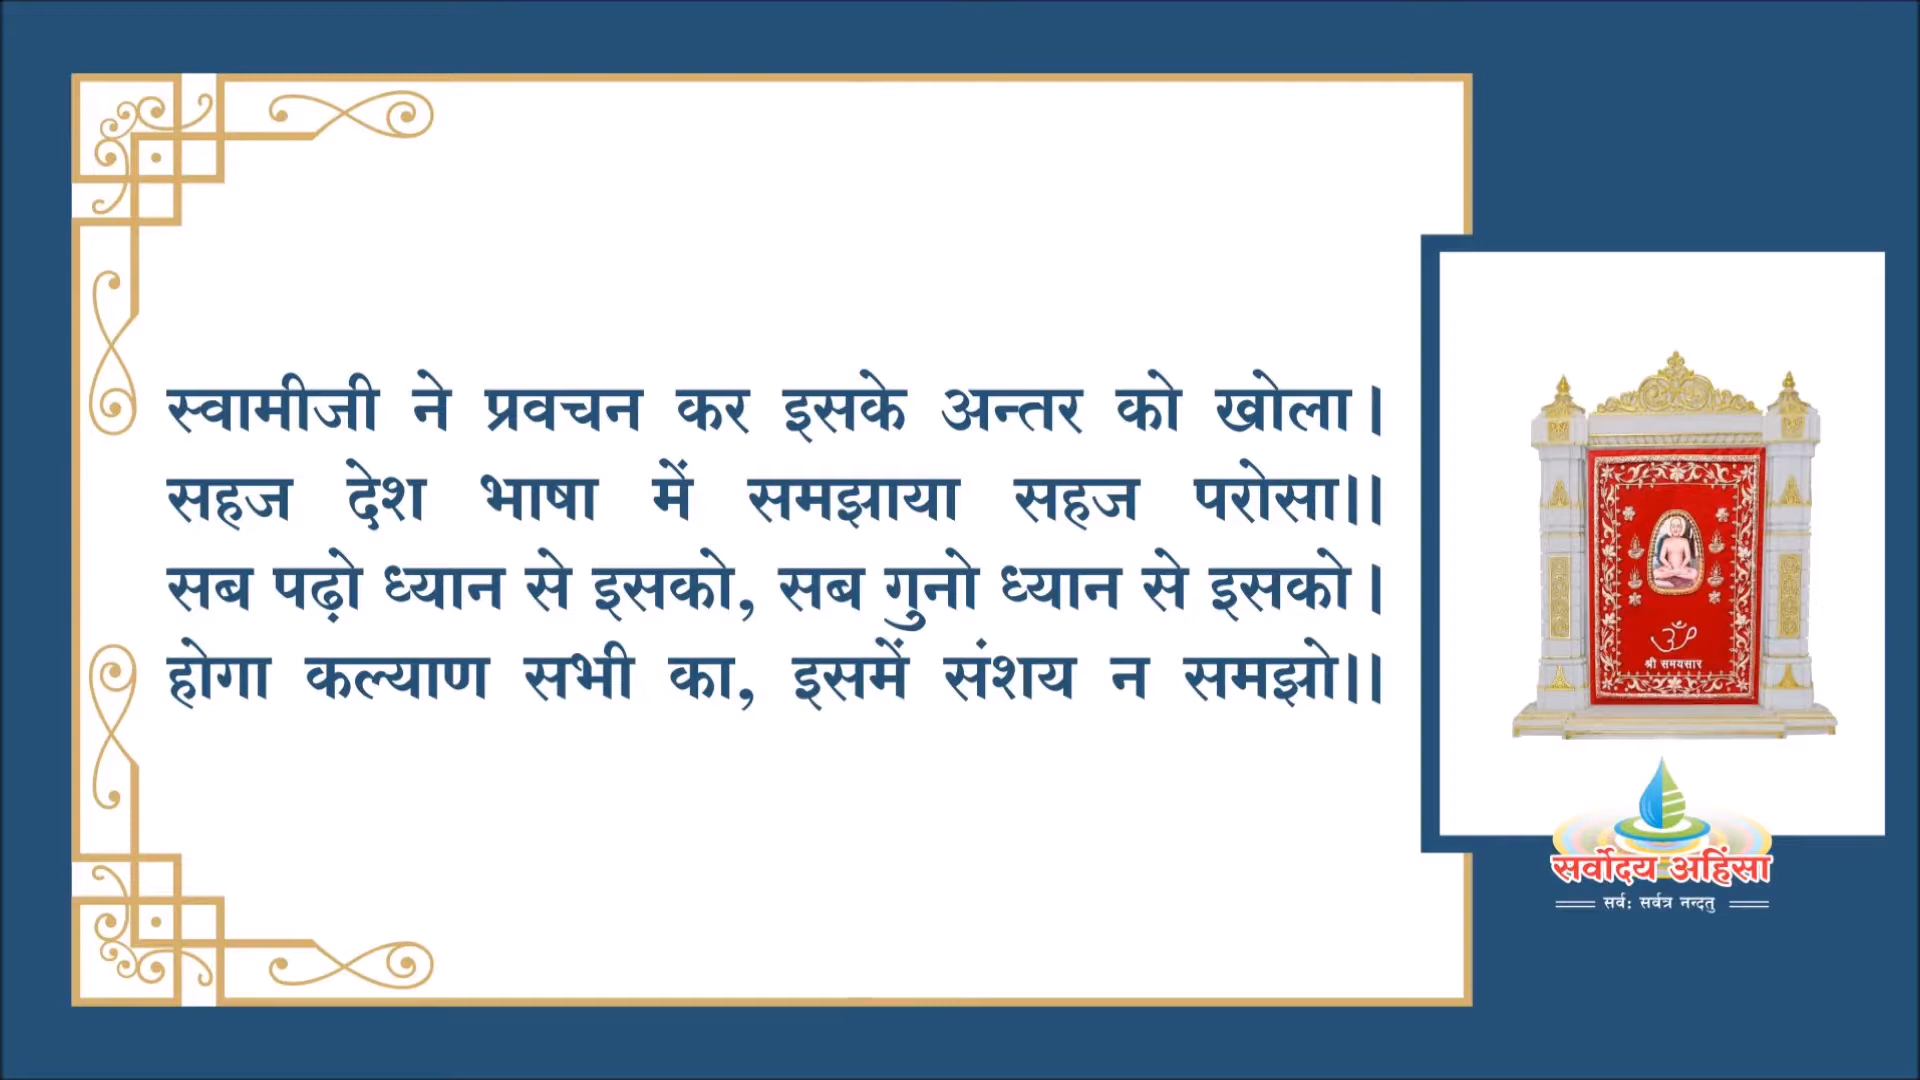 स्वामीजी ने प्रवचन कर इसके अन्तर को खोला।
सहज देश भाषा में समझाया सहज परोसा।।
सब पढ़ो ध्यान से इसको, सब गुनो ध्यान से इसको।
होगा कल्याण सभी का, इसमें संशय न समझो।।
श्री समयसार
सर्वोदय अहिंसा
सर्व: सर्वत्र नन्दतु